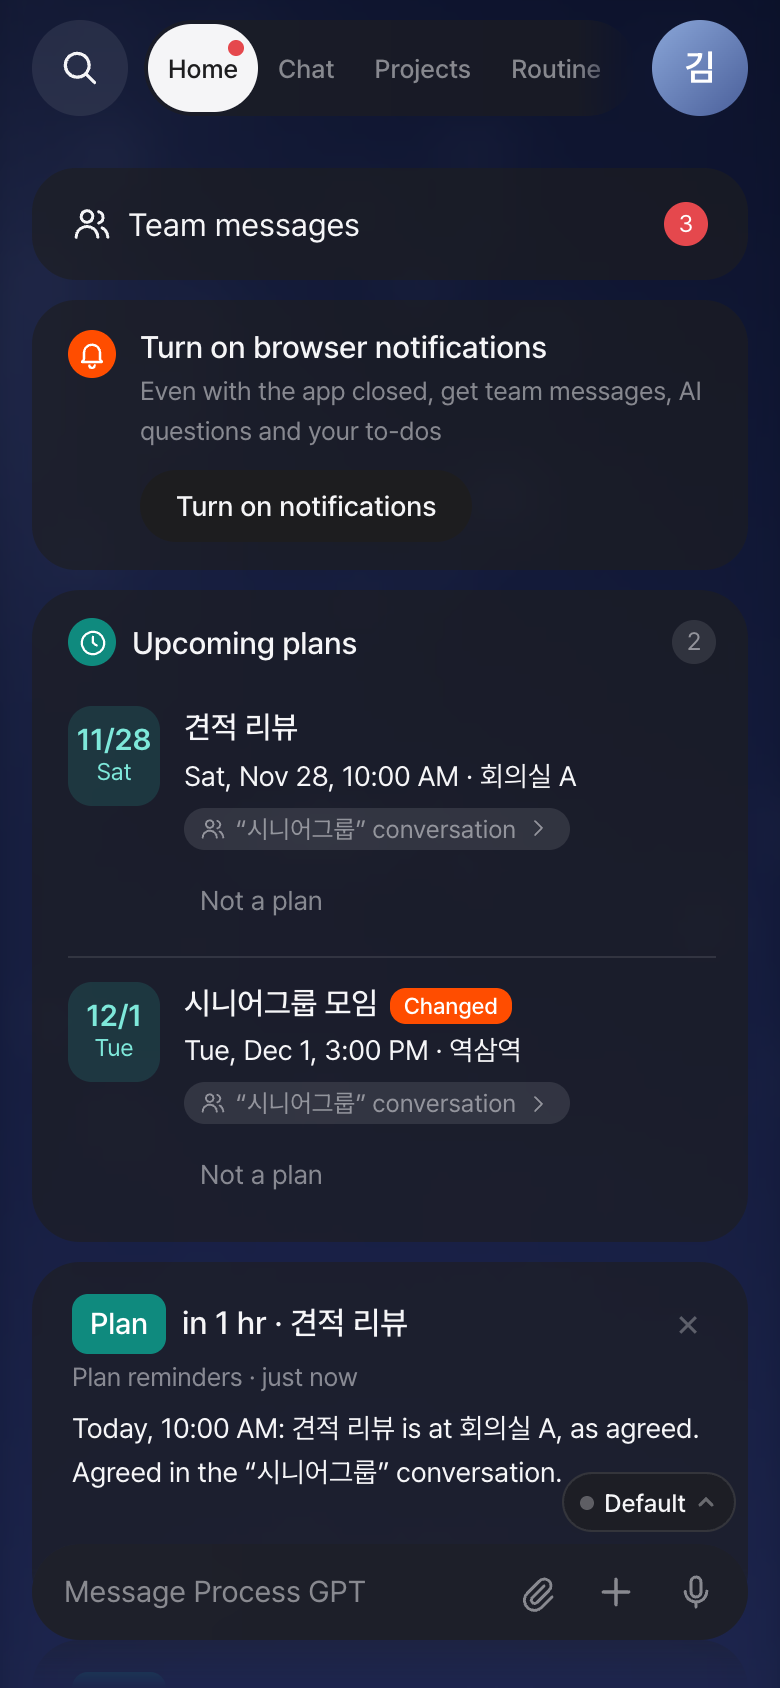 Home Chat Projects Routine 김
Team messages 3
Turn on browser notifications
Even with the app closed, get team messages, AI
questions and your to-dos
Turn on notifications
Upcoming plans 2
11/28
Sat
견적 리뷰
Sat, Nov 28, 10:00 AM · 회의실 A
“시니어그룹” conversation
Not a plan
12/1
Tue
시니어그룹 모임 Changed
Tue, Dec 1, 3:00 PM · 역삼역
“시니어그룹” conversation
Not a plan
Plan in 1 hr · 견적 리뷰
Plan reminders · just now
Today, 10:00 AM: 견적 리뷰 is at 회의실 A, as agreed.
Agreed in the “시니어그룹” conversation.
Default
Message Process GPT